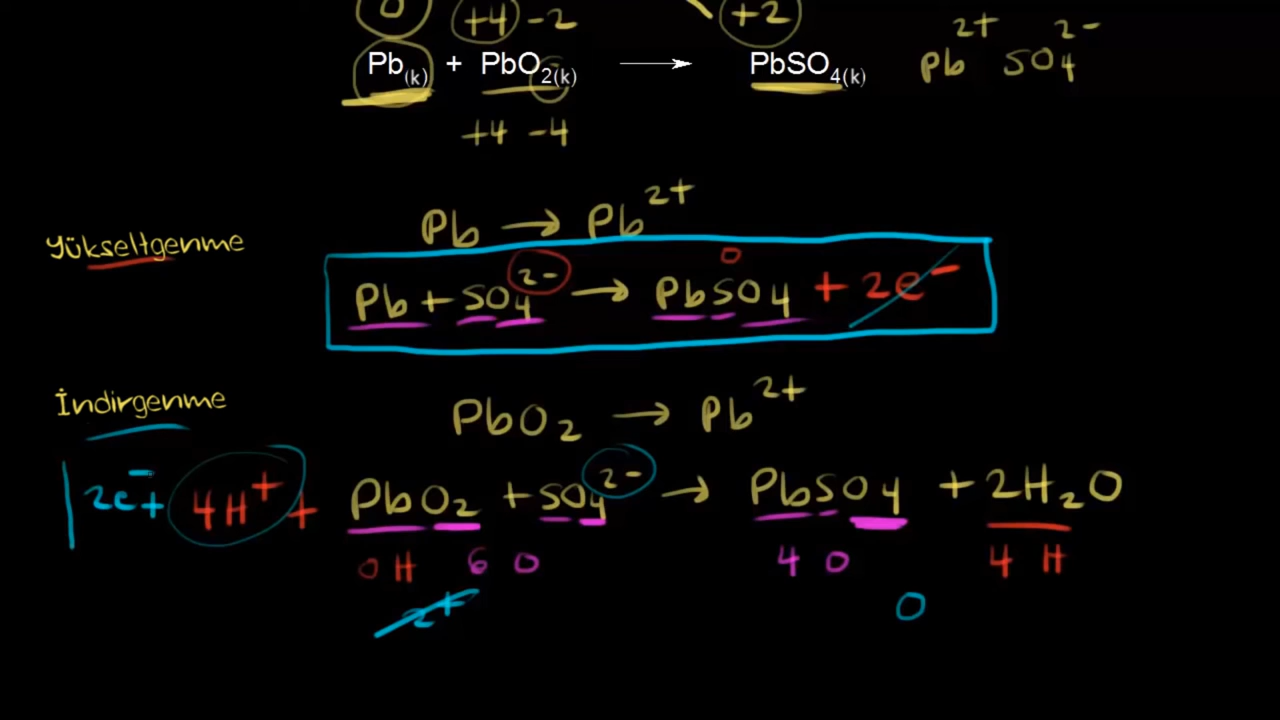 0 +4 -2 +2
Pb(k) + PbO2(k) → PbSO4(k) Pb²⁺ SO₄²⁻
+4 -4
Pb → Pb²⁺
Yükseltgenme
0
Pb + SO₄²⁻ → PbSO₄ + 2e⁻
İndirgenme
PbO₂ → Pb²⁺
2e⁻ + 4H⁺ + PbO₂ + SO₄²⁻ → PbSO₄ + 2H₂O
0 H 6 O 4 O 4 H
2+ 0